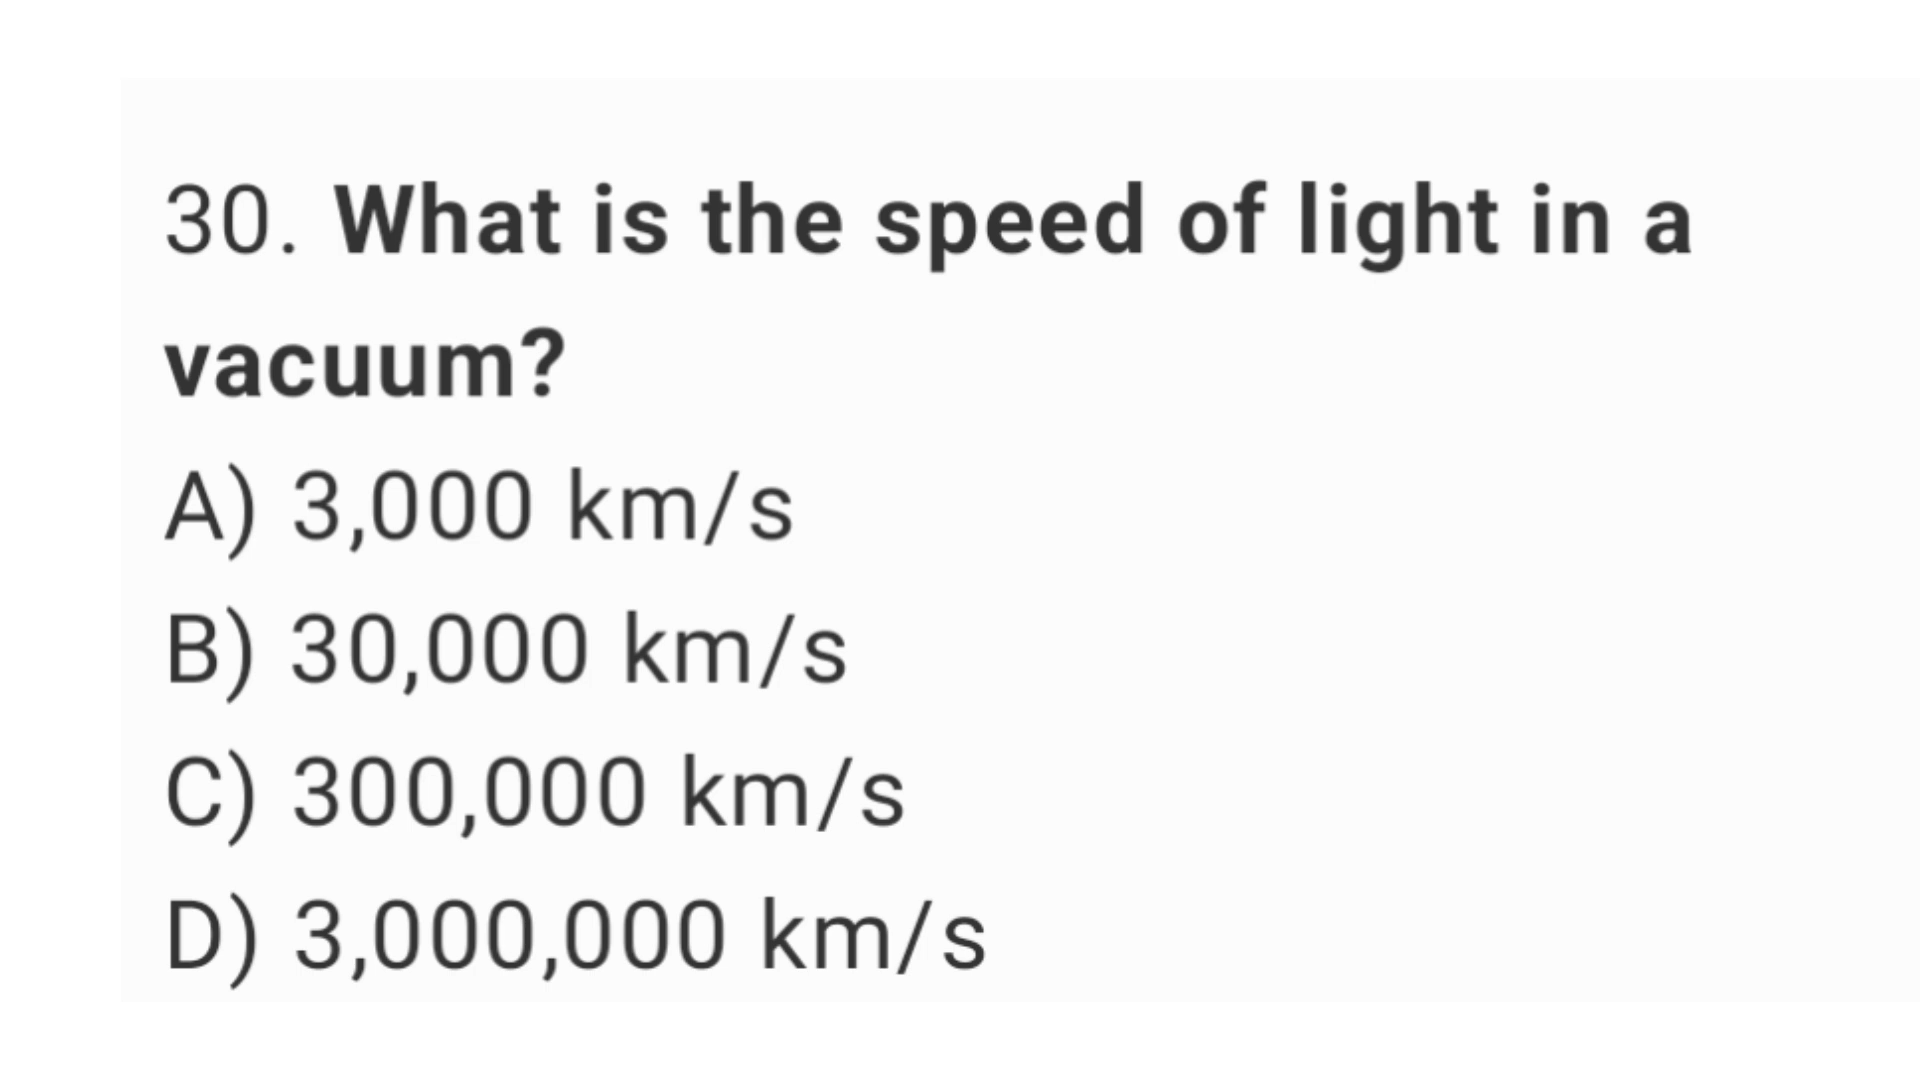 30. What is the speed of light in a
vacuum?
A) 3,000 km/s
B) 30,000 km/s
C) 300,000 km/s
D) 3,000,000 km/s